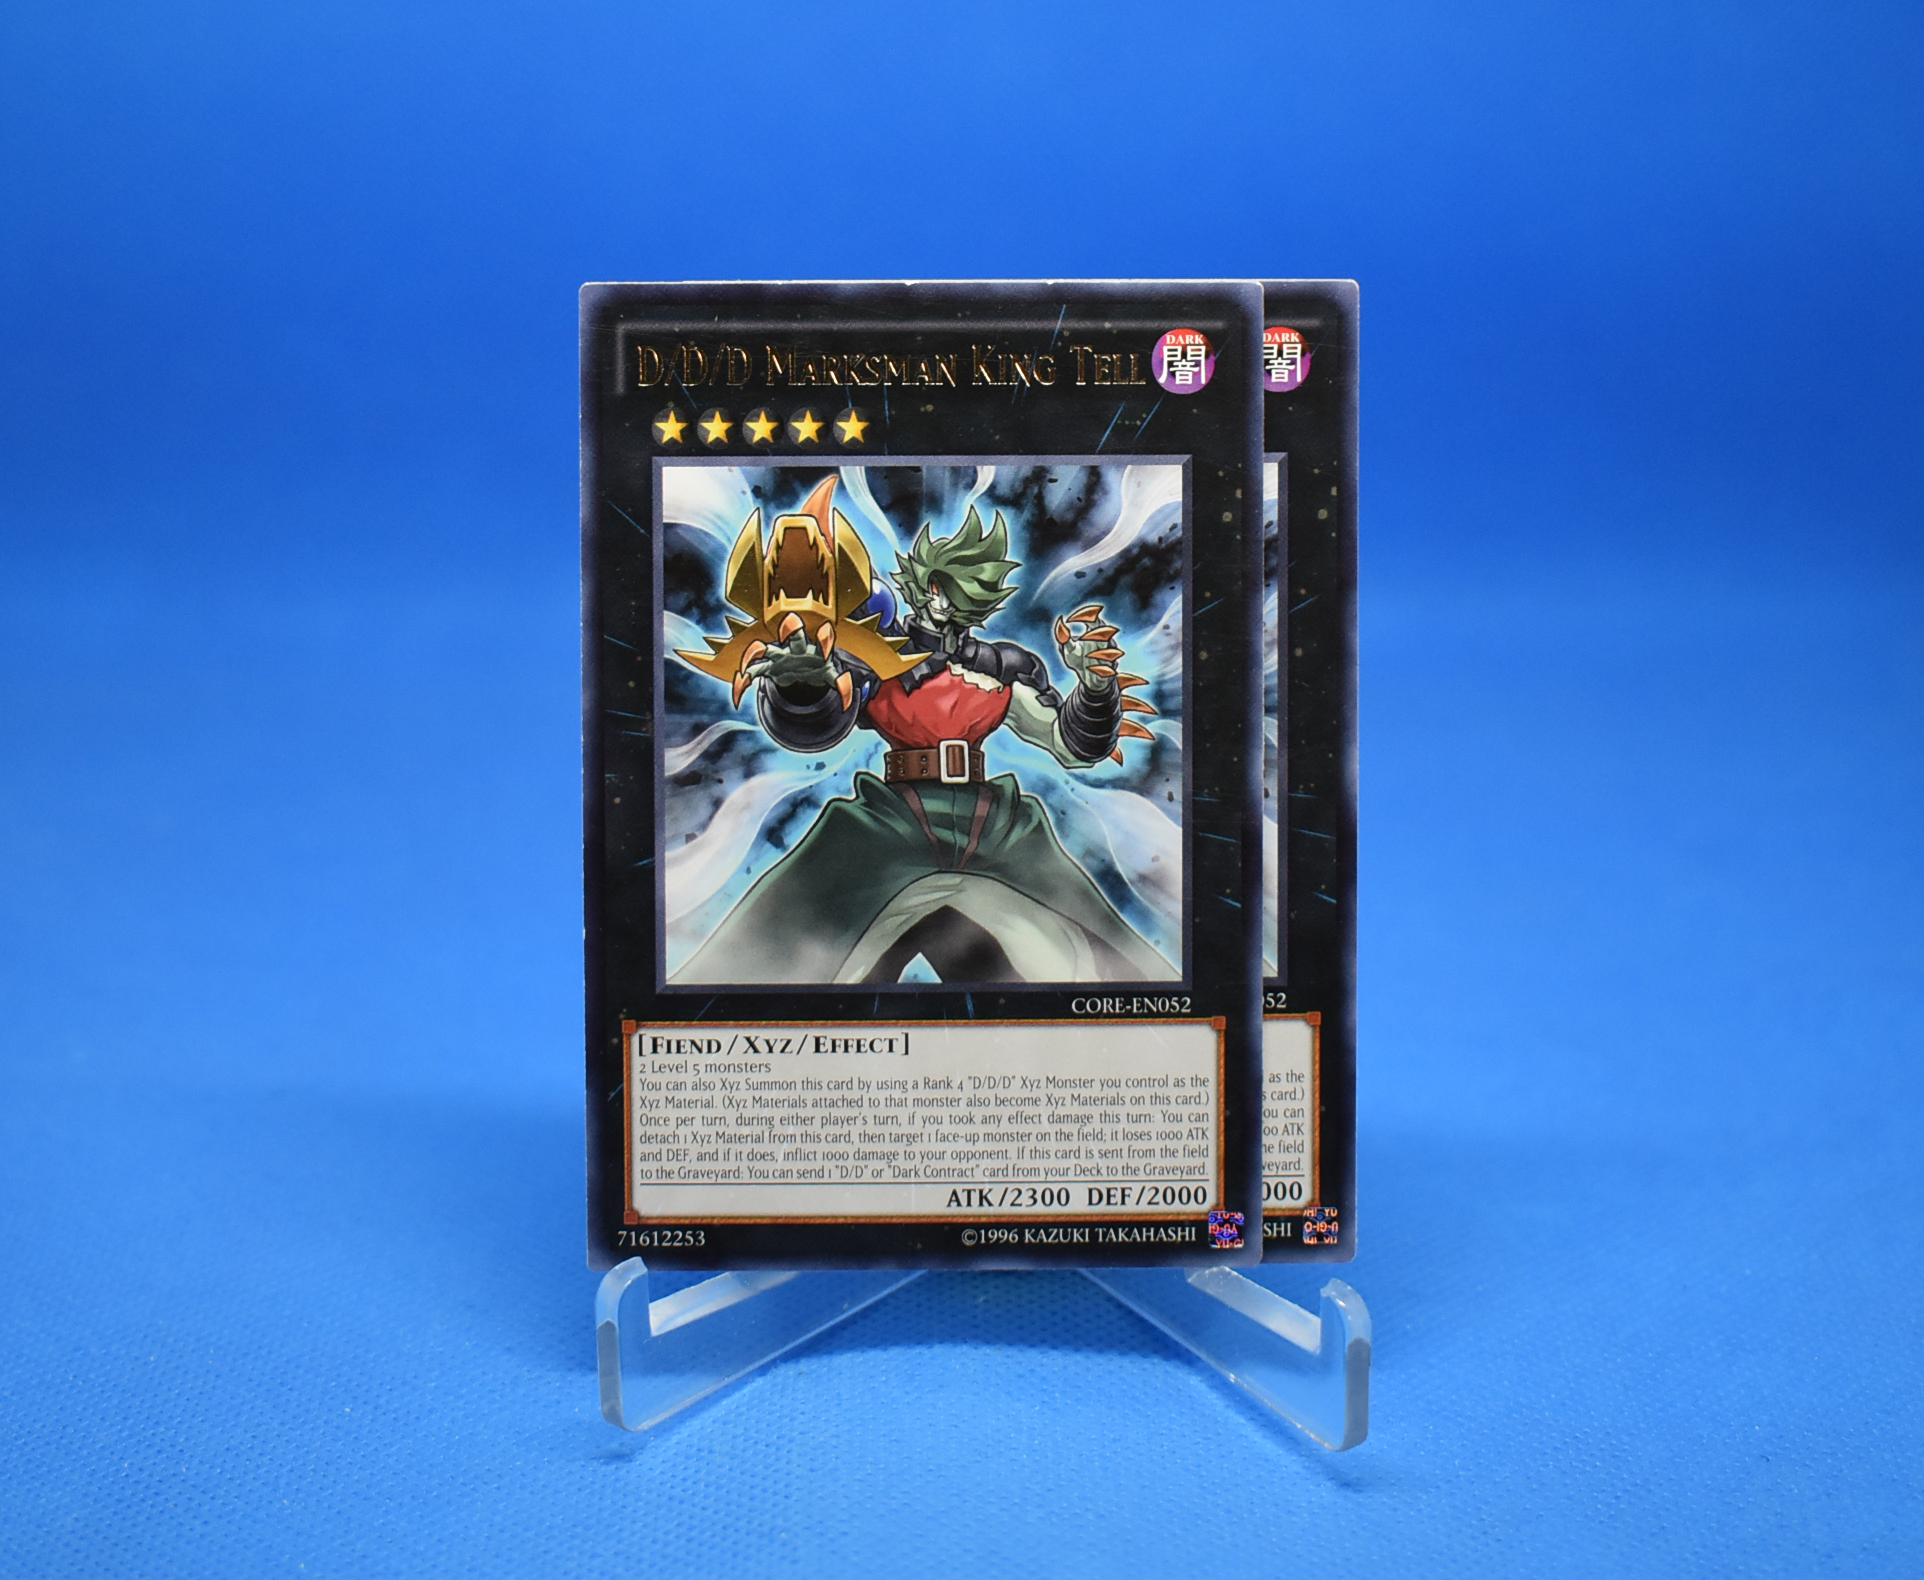 D/D/D Marksman King Tell
DARK
闇
DARK
闇
CORE-EN052
052
[Fiend/Xyz/Effect]
2 Level 5 monsters
You can also Xyz Summon this card by using a Rank 4 "D/D/D" Xyz Monster you control as the
Xyz Material. (Xyz Materials attached to that monster also become Xyz Materials on this card.)
Once per turn, during either player's turn, if you took any effect damage this turn: You can
detach 1 Xyz Material from this card, then target 1 face-up monster on the field; it loses 1000 ATK
and DEF, and if it does, inflict 1000 damage to your opponent. If this card is sent from the field
to the Graveyard: You can send 1 "D/D" or "Dark Contract" card from your Deck to the Graveyard.
ATK/2300 DEF/2000
71612253
©1996 KAZUKI TAKAHASHI
as the
s card.)
ou can
00 ATK
he field
veyard.
000
SHI